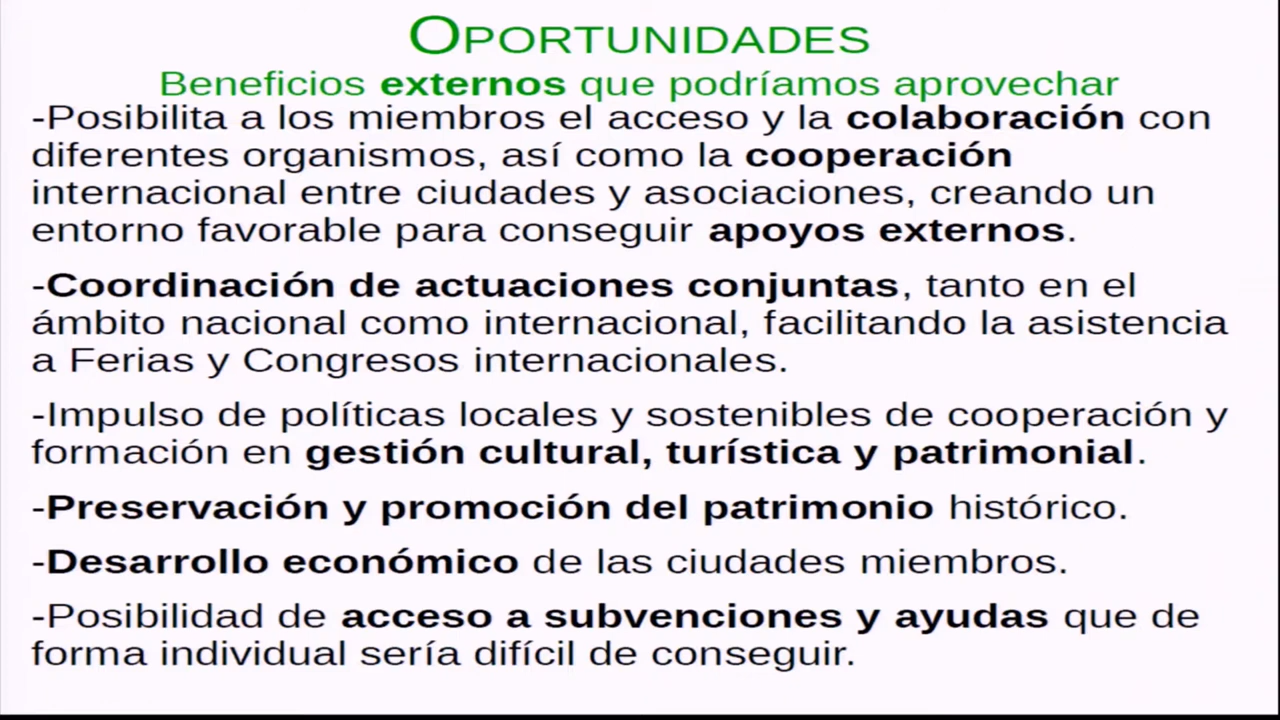 OPORTUNIDADES
Beneficios externos que podríamos aprovechar
-Posibilita a los miembros el acceso y la colaboración con
diferentes organismos, así como la cooperación
internacional entre ciudades y asociaciones, creando un
entorno favorable para conseguir apoyos externos.
-Coordinación de actuaciones conjuntas, tanto en el
ámbito nacional como internacional, facilitando la asistencia
a Ferias y Congresos internacionales.
-Impulso de políticas locales y sostenibles de cooperación y
formación en gestión cultural, turística y patrimonial.
-Preservación y promoción del patrimonio histórico.
-Desarrollo económico de las ciudades miembros.
-Posibilidad de acceso a subvenciones y ayudas que de
forma individual sería difícil de conseguir.